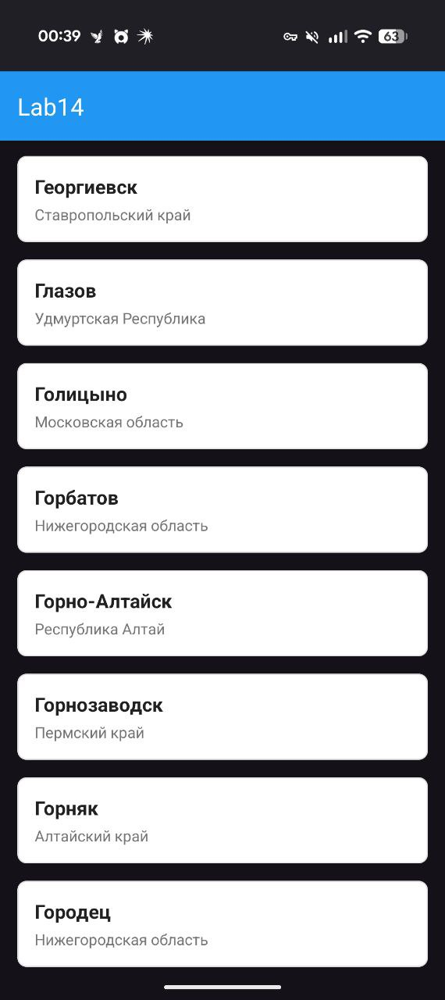 00:39
63
Lab14
Георгиевск
Ставропольский край
Глазов
Удмуртская Республика
Голицыно
Московская область
Горбатов
Нижегородская область
Горно-Алтайск
Республика Алтай
Горнозаводск
Пермский край
Горняк
Алтайский край
Городец
Нижегородская область